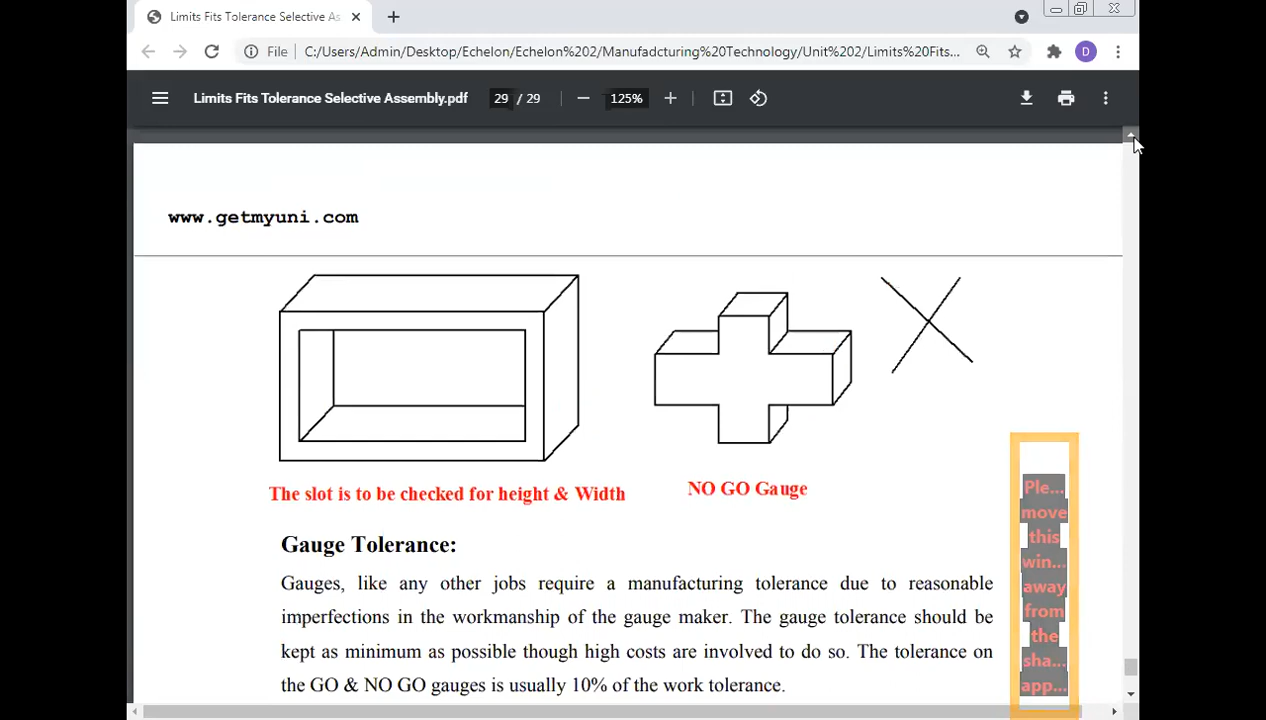 Limits Fits Tolerance Selective As
File C:/Users/Admin/Desktop/Echelon/Echelon%202/Manufadcturing%20Technology/Unit%202/Limits%20Fits...
D
Limits Fits Tolerance Selective Assembly.pdf 29 / 29 125%
www.getmyuni.com
The slot is to be checked for height & Width
NO GO Gauge
Gauge Tolerance:
Gauges, like any other jobs require a manufacturing tolerance due to reasonable
imperfections in the workmanship of the gauge maker. The gauge tolerance should be
kept as minimum as possible though high costs are involved to do so. The tolerance on
the GO & NO GO gauges is usually 10% of the work tolerance.
Ple...
move
this
win...
away
from
the
sha...
app...